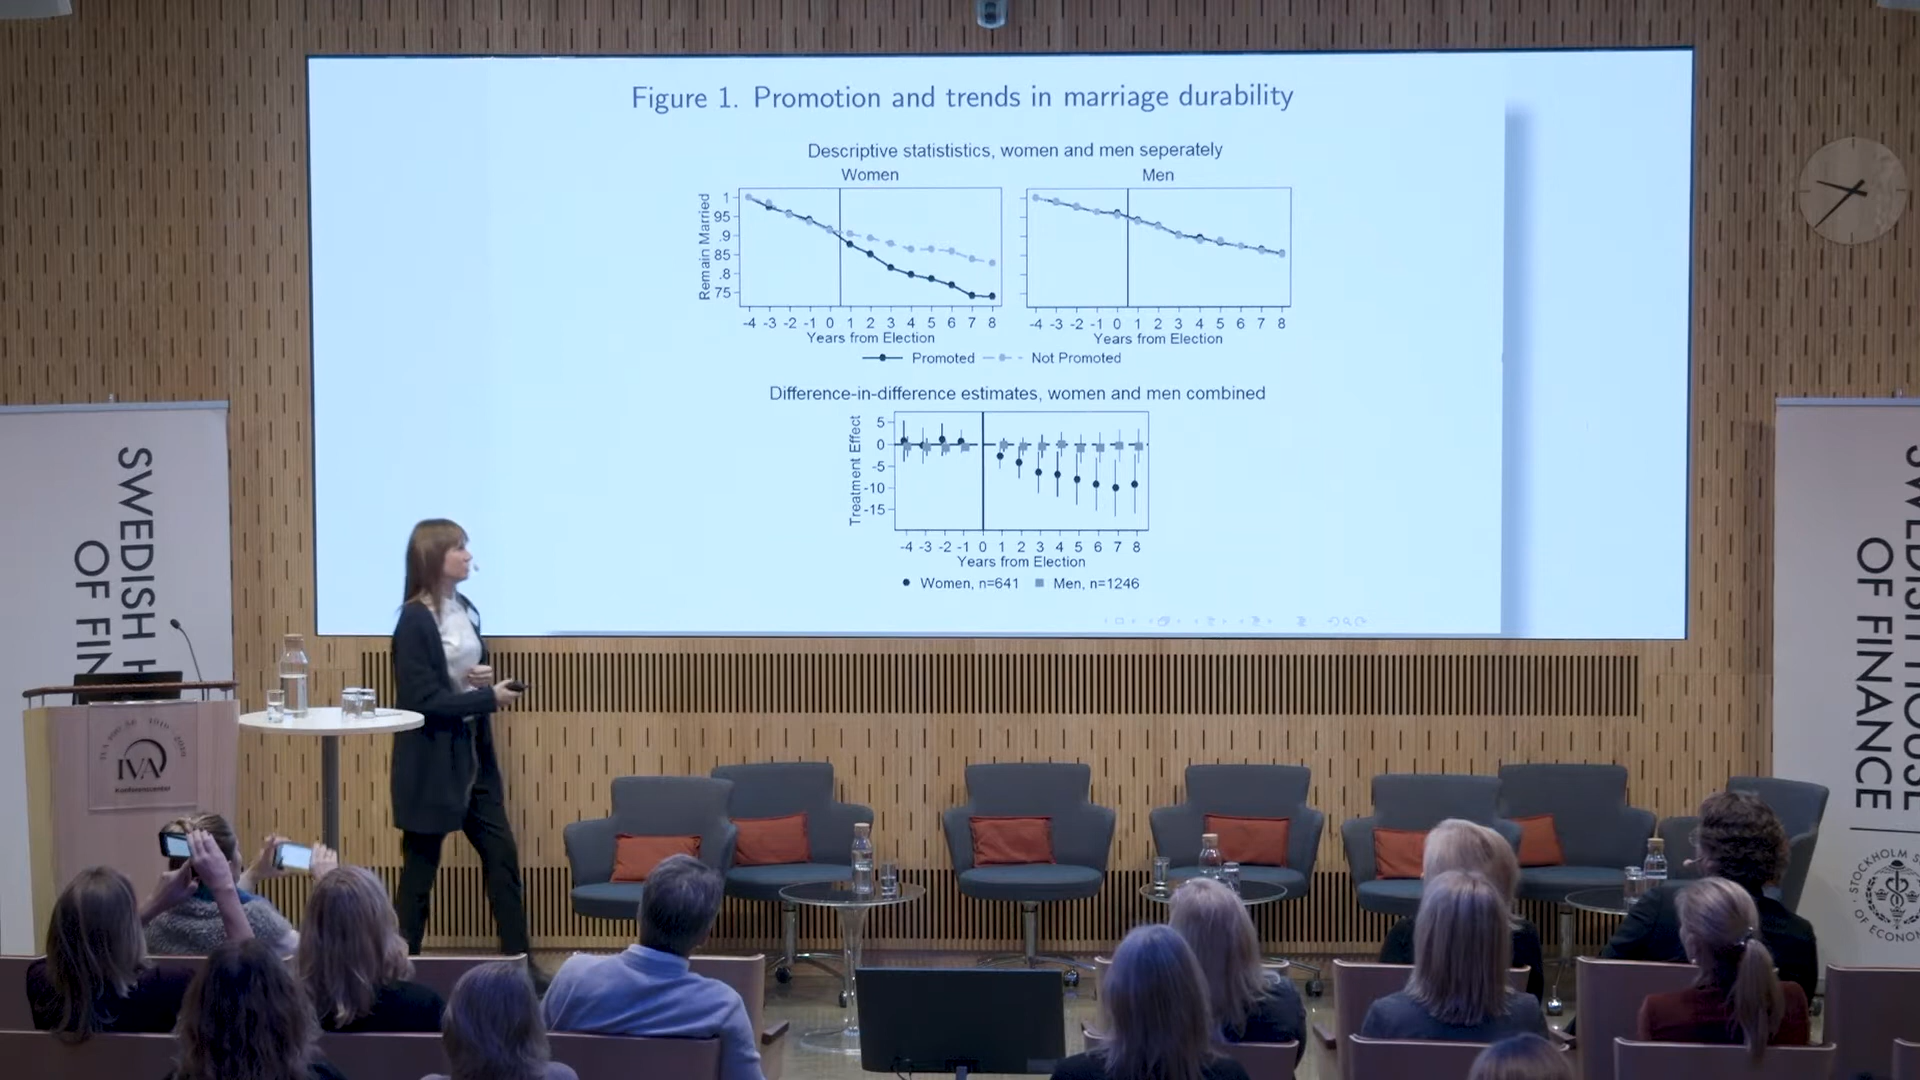 Figure 1. Promotion and trends in marriage durability
Descriptive statististics, women and men seperately
Women
Men
Remain Married
1
95
.9
85
.8
75
-4 -3 -2 -1 0 1 2 3 4 5 6 7 8
-4 -3 -2 -1 0 1 2 3 4 5 6 7 8
Years from Election
Years from Election
Promoted
Not Promoted
Difference-in-difference estimates, women and men combined
Treatment Effect
5
0
-5
-10
-15
-4 -3 -2 -1 0 1 2 3 4 5 6 7 8
Years from Election
Women, n=641
Men, n=1246
SWEDISH H
OF FIN
IVA
Konferenscenter
SWEDISH HOUSE
OF FINANCE
STOCKHOLM S
OF ECONOM